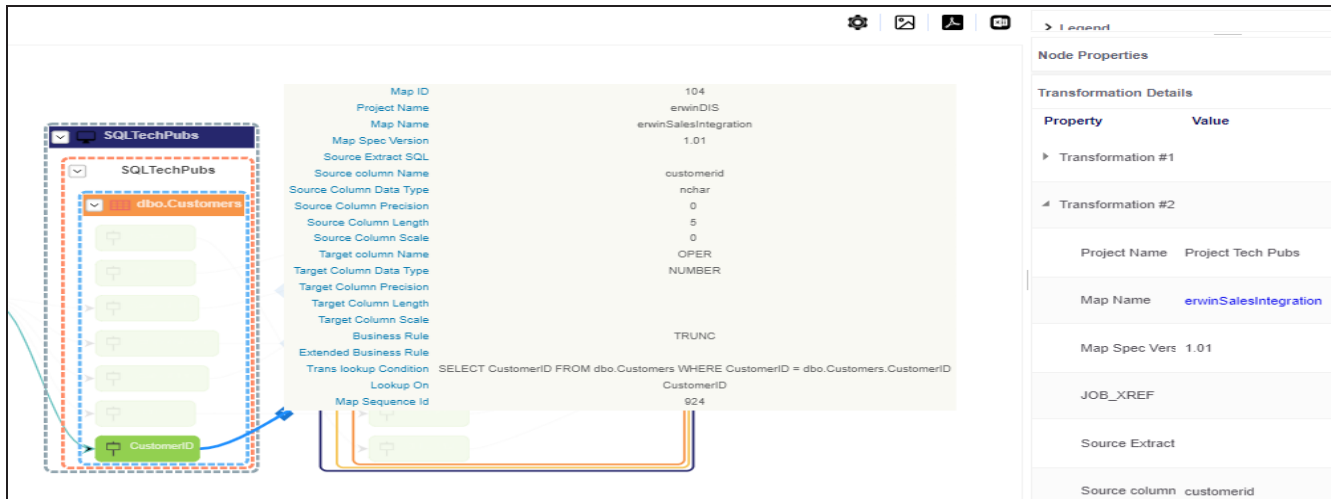 Legend
Node Properties
Transformation Details
Property Value
Transformation #1
Transformation #2
Project Name Project Tech Pubs
Map Name erwinSalesIntegration
Map Spec Vers 1.01
JOB_XREF
Source Extract
Source column customerid
SQLTechPubs
SQLTechPubs
dbo.Customers
CustomerID
Map ID 104
Project Name erwinDIS
Map Name erwinSalesIntegration
Map Spec Version 1.01
Source Extract SQL
Source column Name customerid
Source Column Data Type nchar
Source Column Precision 0
Source Column Length 5
Source Column Scale 0
Target column Name OPER
Target Column Data Type NUMBER
Target Column Precision
Target Column Length
Target Column Scale
Business Rule TRUNC
Extended Business Rule
Trans lookup Condition SELECT CustomerID FROM dbo.Customers WHERE CustomerID = dbo.Customers.CustomerID
Lookup On CustomerID
Map Sequence Id 924